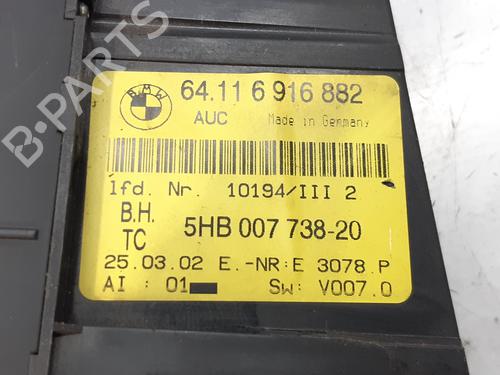 BMW
64.11 6 916 882
AUC Made in Germany
lfd. Nr. 10194/III 2
B.H.
TC
5HB 007 738-20
25.03.02 E.-NR:E 3078 P
AI : 01 Sw: V007.0
B-PARTS